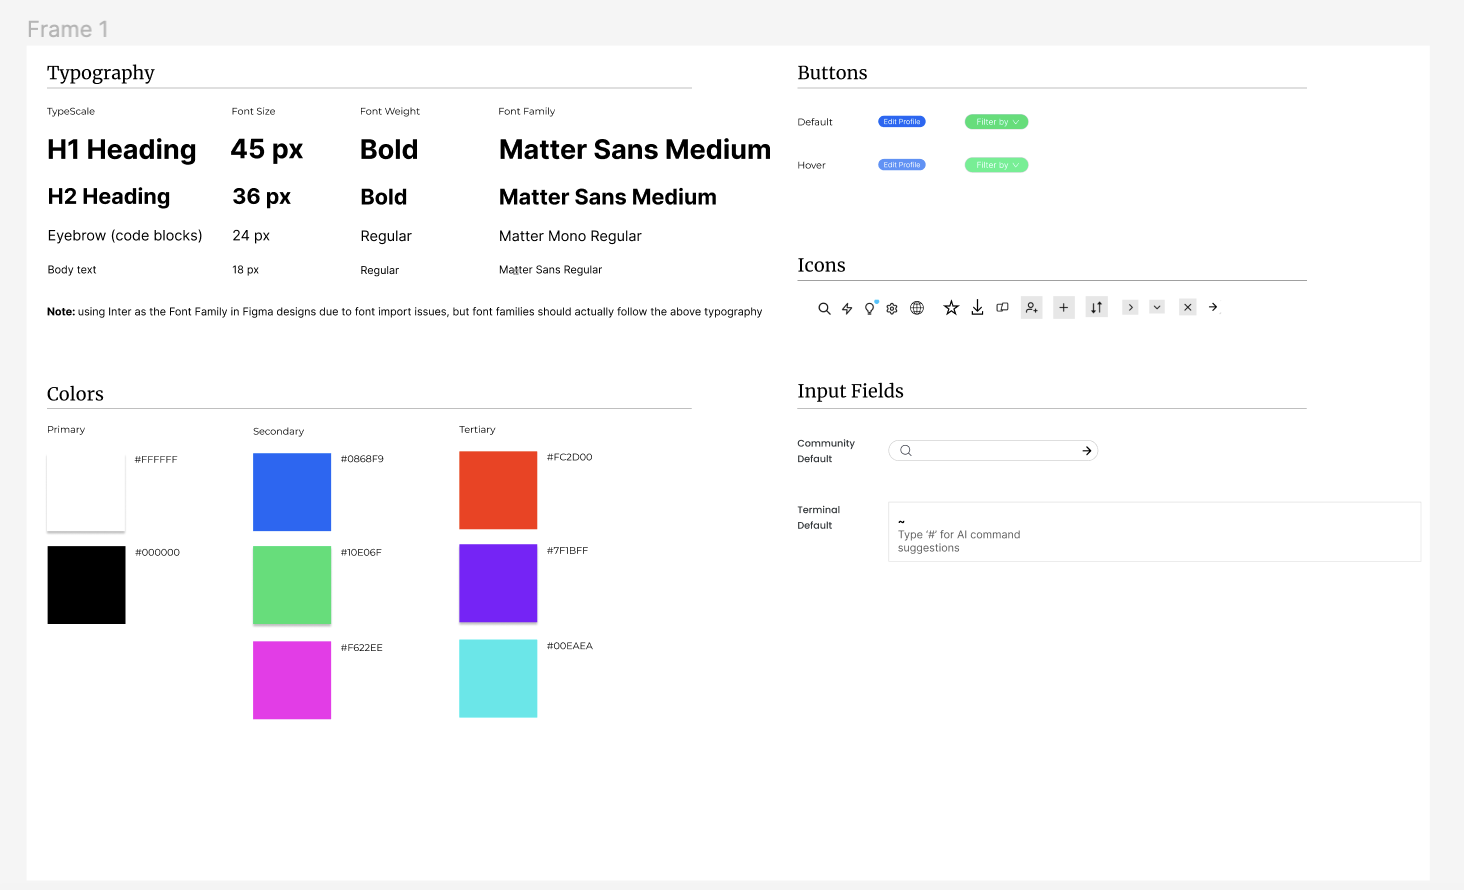 Frame 1
Typography
TypeScale Font Size Font Weight Font Family
H1 Heading 45 px Bold Matter Sans Medium
H2 Heading 36 px Bold Matter Sans Medium
Eyebrow (code blocks) 24 px Regular Matter Mono Regular
Body text 18 px Regular Matter Sans Regular
Note: using Inter as the Font Family in Figma designs due to font import issues, but font families should actually follow the above typography
Colors
Primary Secondary Tertiary
#FFFFFF #0868F9 #FC2D00
#000000 #10E06F #7F1BFF
#F622EE #00EAEA
Buttons
Default Edit Profile Filter by
Hover Edit Profile Filter by
Icons
Input Fields
Community
Default
Terminal
Default
~
Type '#' for AI command
suggestions